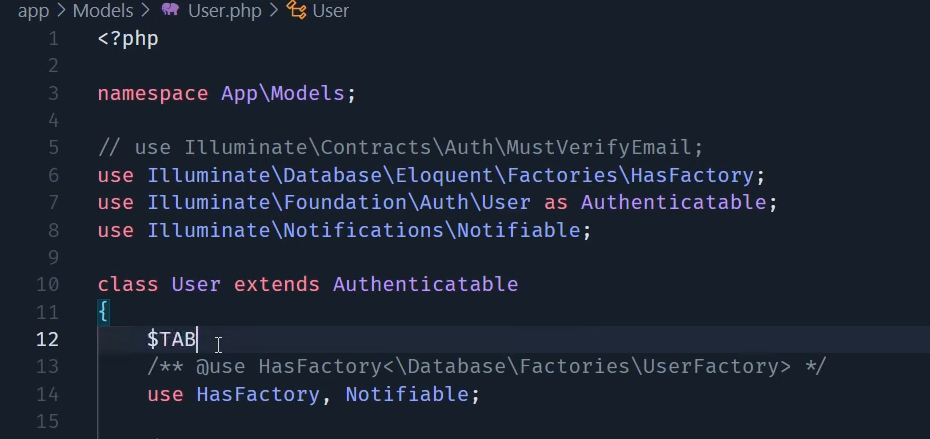 app > Models > User.php > User
1 <?php
2
3 namespace App\Models;
4
5 // use Illuminate\Contracts\Auth\MustVerifyEmail;
6 use Illuminate\Database\Eloquent\Factories\HasFactory;
7 use Illuminate\Foundation\Auth\User as Authenticatable;
8 use Illuminate\Notifications\Notifiable;
9
10 class User extends Authenticatable
11 {
12 $TAB
13 /** @use HasFactory<\Database\Factories\UserFactory> */
14 use HasFactory, Notifiable;
15